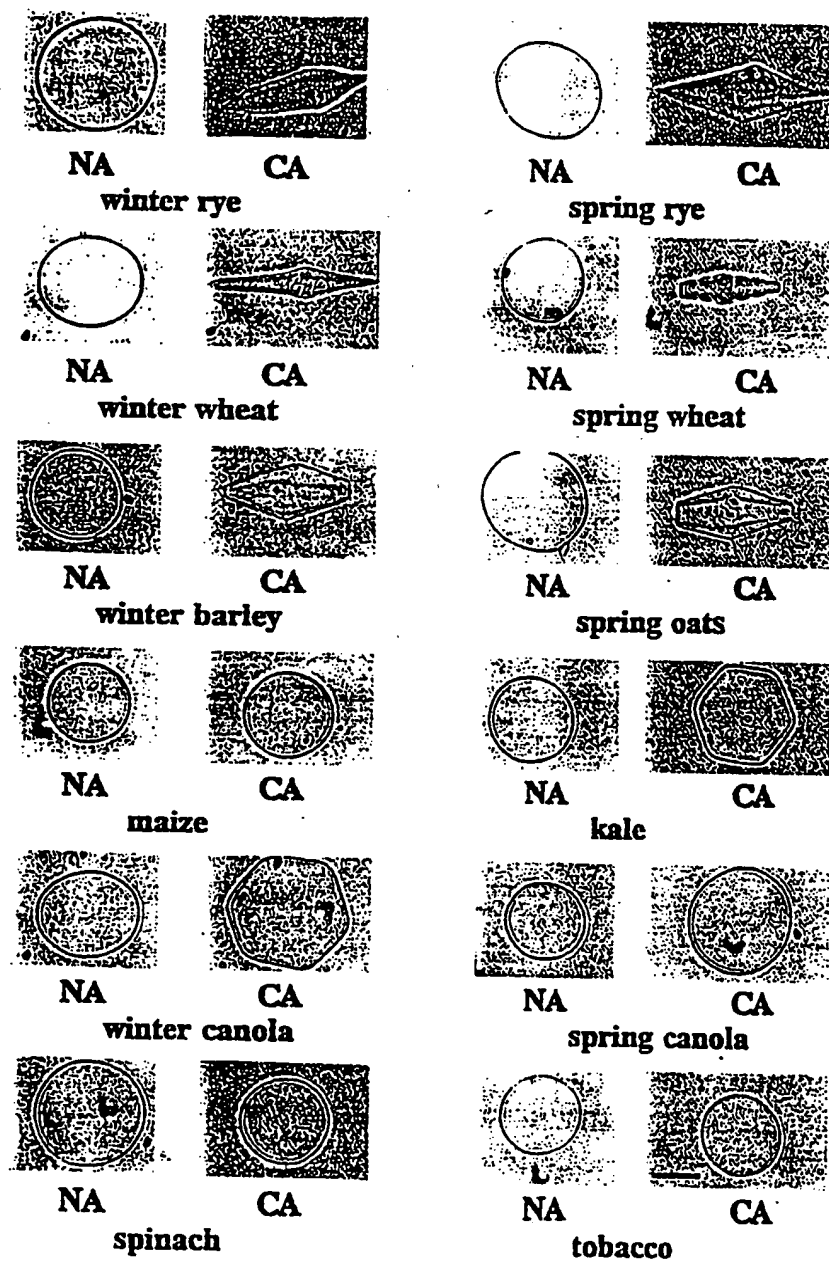 NA CA NA CA
winter rye spring rye
NA CA NA CA
winter wheat spring wheat
NA CA NA CA
winter barley spring oats
NA CA NA CA
maize kale
NA CA NA CA
winter canola spring canola
NA CA NA CA
spinach tobacco